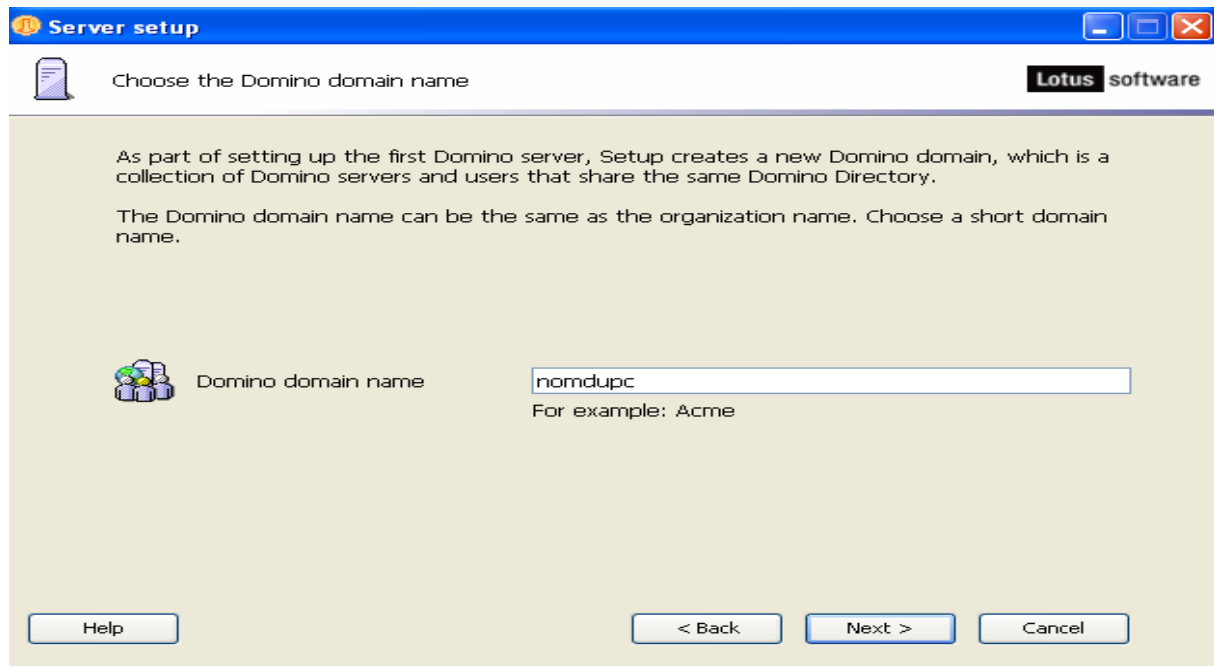 Server setup
Choose the Domino domain name
Lotus software
As part of setting up the first Domino server, Setup creates a new Domino domain, which is a
collection of Domino servers and users that share the same Domino Directory.
The Domino domain name can be the same as the organization name. Choose a short domain
name.
Domino domain name
nomdupc
For example: Acme
Help
< Back
Next >
Cancel